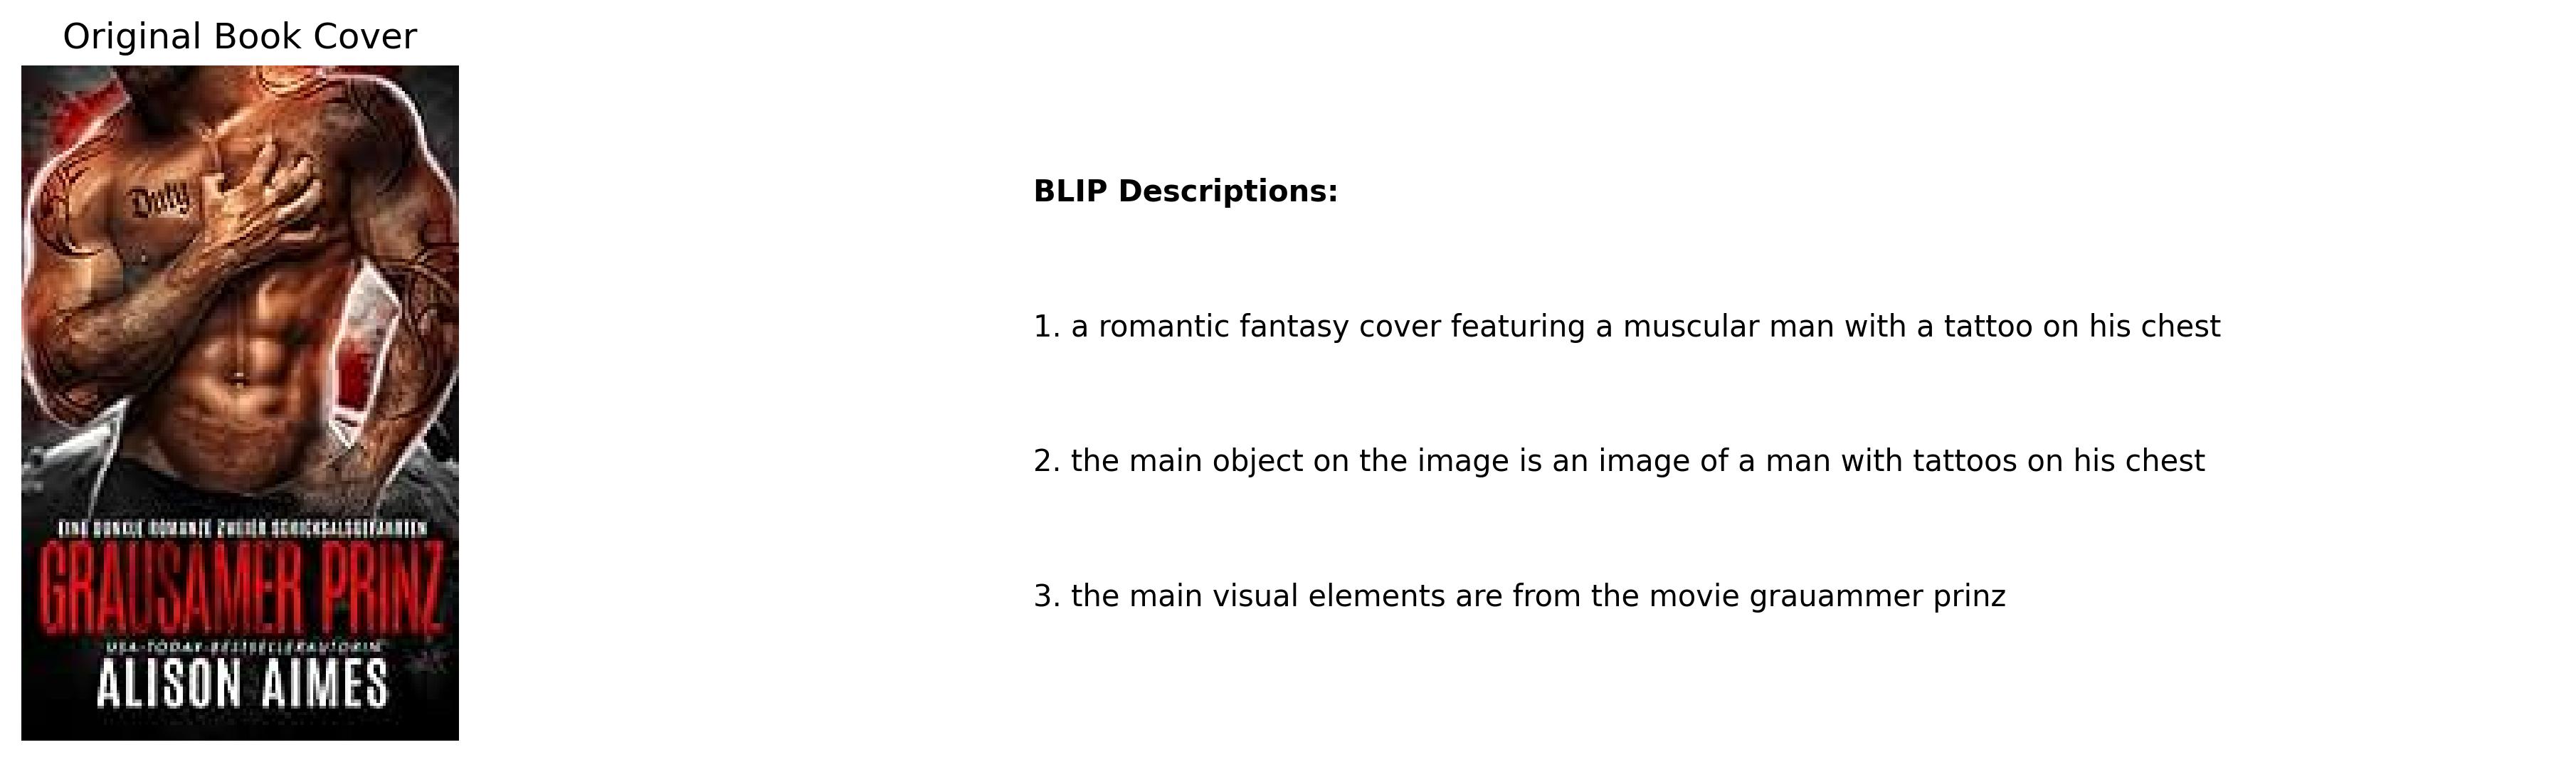 Original Book Cover
Duty
EINE DUNKLE ROMANZE ZWEIER SCHICKSALSGEFÄHRTEN
GRAUSAMER PRINZ
USA-TODAY-BESTSELLERAUTORIN
ALISON AIMES
BLIP Descriptions:
1. a romantic fantasy cover featuring a muscular man with a tattoo on his chest
2. the main object on the image is an image of a man with tattoos on his chest
3. the main visual elements are from the movie grauammer prinz